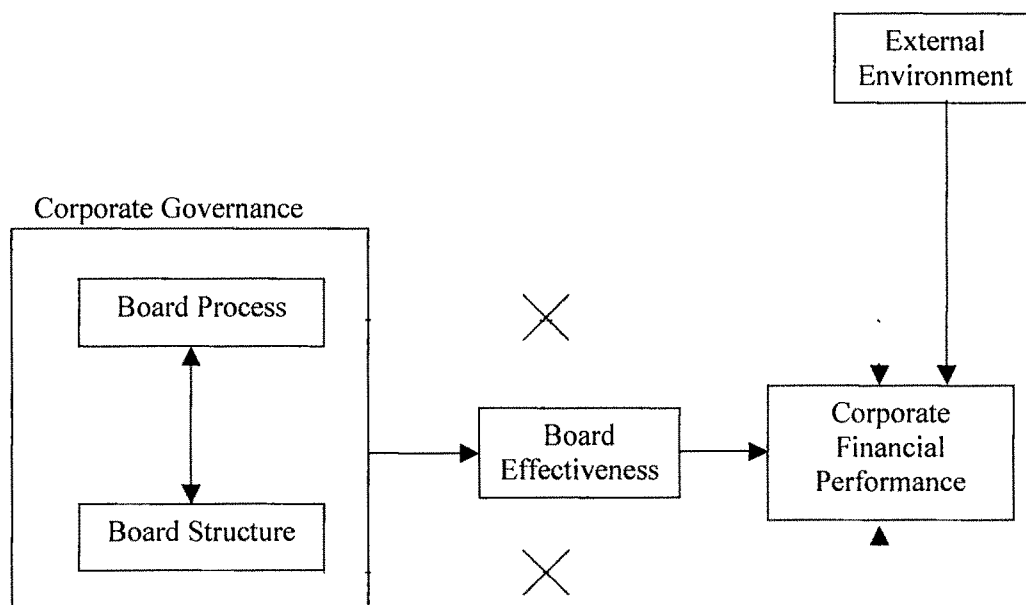 External
Environment
Corporate Governance
Board Process
Board
Effectiveness
Corporate
Financial
Performance
Board Structure